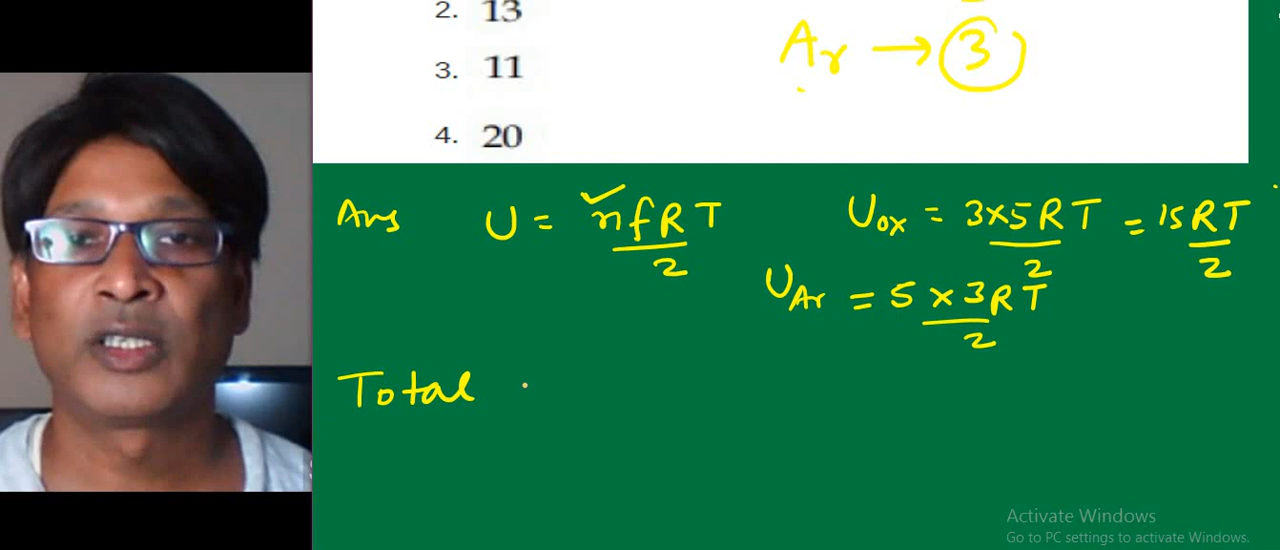 2. 13
Ar → 3
3. 11
4. 20
Ans U = nfRT/2 Uox = 3×5RT/2 = 15RT/2
UAr = 5×3RT/2
Total
Activate Windows
Go to PC settings to activate Windows.